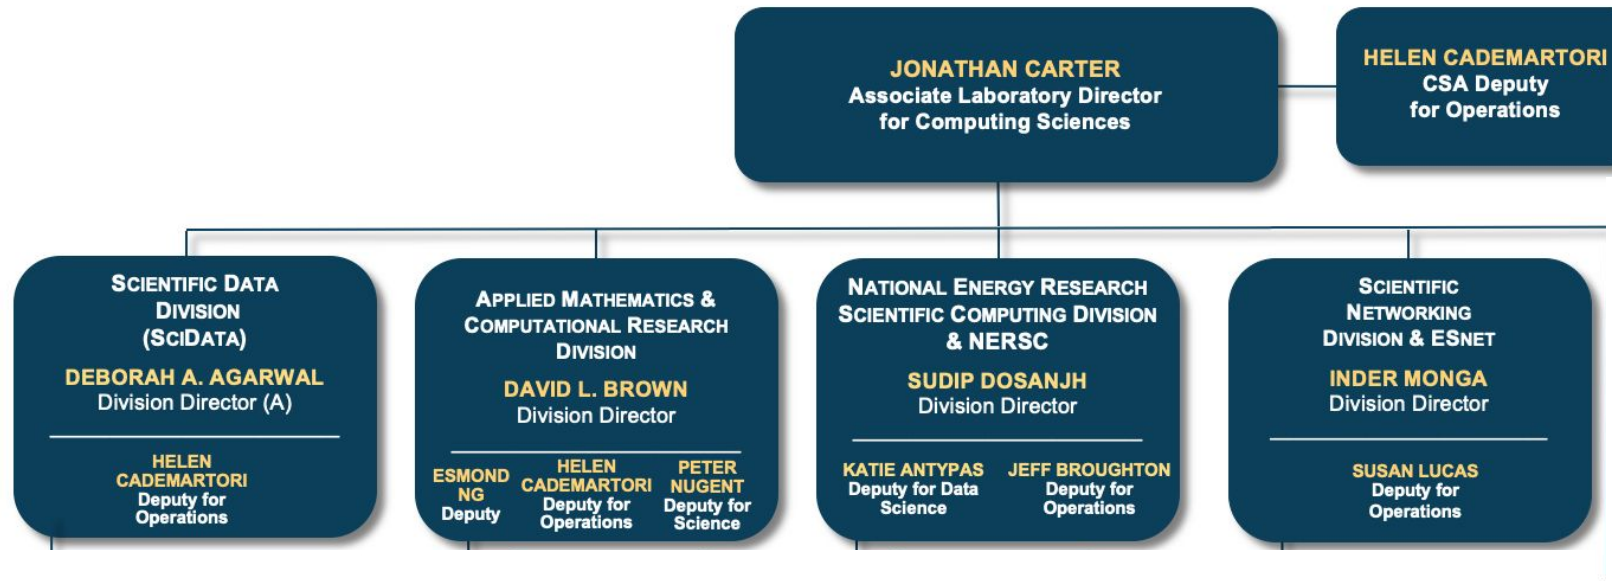 JONATHAN CARTER
Associate Laboratory Director
for Computing Sciences
HELEN CADEMARTORI
CSA Deputy
for Operations
SCIENTIFIC DATA
DIVISION
(SCIDATA)
DEBORAH A. AGARWAL
Division Director (A)
HELEN
CADEMARTORI
Deputy for
Operations
APPLIED MATHEMATICS &
COMPUTATIONAL RESEARCH
DIVISION
DAVID L. BROWN
Division Director
ESMOND
NG
Deputy
HELEN
CADEMARTORI
Deputy for
Operations
PETER
NUGENT
Deputy for
Science
NATIONAL ENERGY RESEARCH
SCIENTIFIC COMPUTING DIVISION
& NERSC
SUDIP DOSANJH
Division Director
KATIE ANTYPAS
Deputy for Data
Science
JEFF BROUGHTON
Deputy for
Operations
SCIENTIFIC
NETWORKING
DIVISION & ESNET
INDER MONGA
Division Director
SUSAN LUCAS
Deputy for
Operations